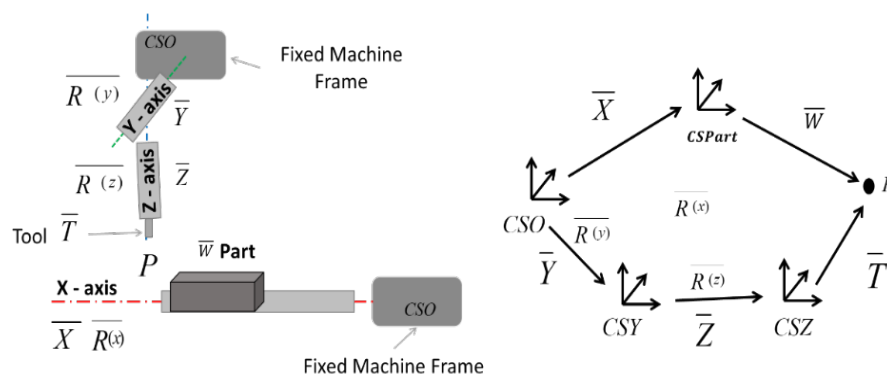 CSO
Fixed Machine
Frame
R (y)
Y - axis
Y
R (z)
Z - axis
Z
Tool
T
P
W Part
X - axis
X R(x)
CSO
Fixed Machine Frame
X
CSPart
W
R(x)
CSO
R(y)
Y
CSY
R(z)
Z
CSZ
T